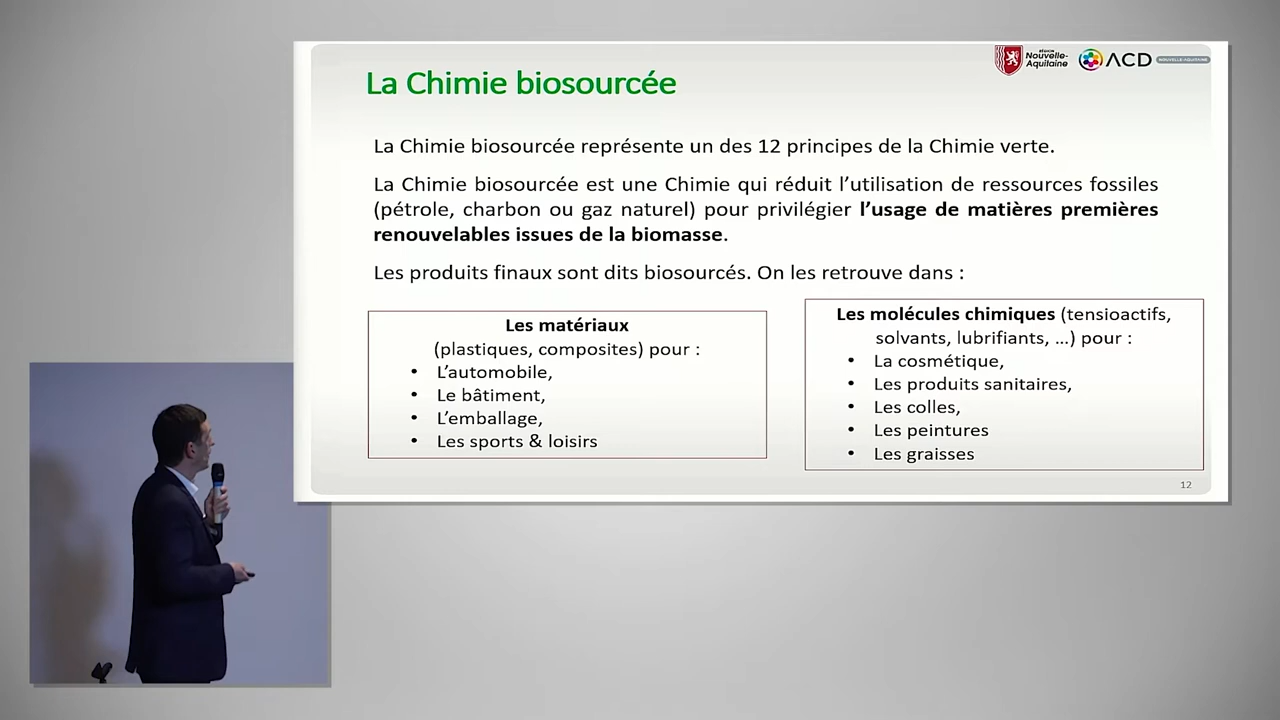 RÉGION
Nouvelle-
Aquitaine
ACD
NOUVELLE-AQUITAINE
La Chimie biosourcée
La Chimie biosourcée représente un des 12 principes de la Chimie verte.
La Chimie biosourcée est une Chimie qui réduit l’utilisation de ressources fossiles
(pétrole, charbon ou gaz naturel) pour privilégier l’usage de matières premières
renouvelables issues de la biomasse.
Les produits finaux sont dits biosourcés. On les retrouve dans :
Les matériaux
(plastiques, composites) pour :
• L’automobile,
• Le bâtiment,
• L’emballage,
• Les sports & loisirs
Les molécules chimiques (tensioactifs,
solvants, lubrifiants, ...) pour :
• La cosmétique,
• Les produits sanitaires,
• Les colles,
• Les peintures
• Les graisses
12